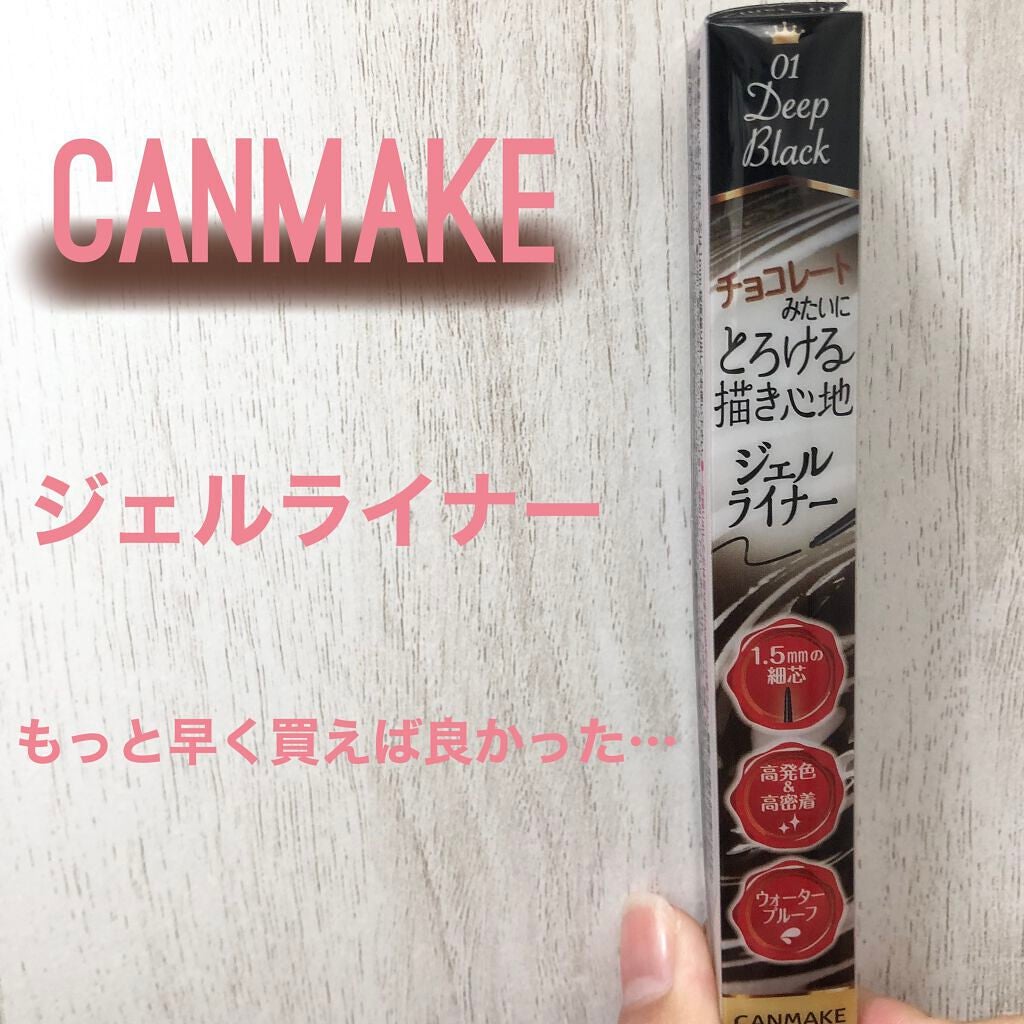 CANMAKE
ジェルライナー
もっと早く買えば良かった…
01
Deep
Black
チョコレート
みたいに
とろける
描き心地
ジェル
ライナー
1.5mmの
細芯
高発色
&
高密着
ウォーター
プルーフ
CANMAKE